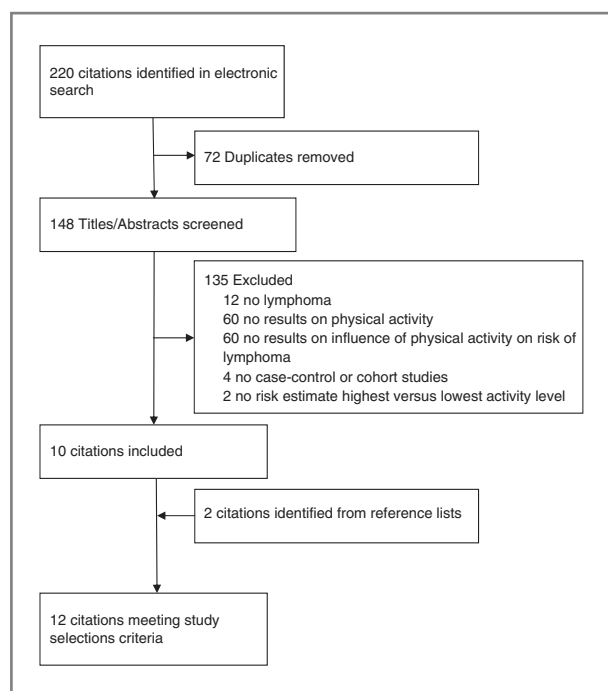 220 citations identified in electronic
search
72 Duplicates removed
148 Titles/Abstracts screened
135 Excluded
12 no lymphoma
60 no results on physical activity
60 no results on influence of physical activity on risk of
lymphoma
4 no case-control or cohort studies
2 no risk estimate highest versus lowest activity level
10 citations included
2 citations identified from reference lists
12 citations meeting study
selections criteria